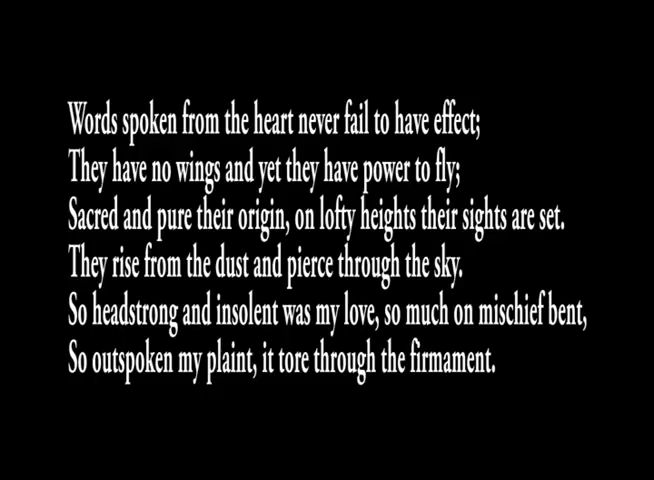 Words spoken from the heart never fail to have effect;
They have no wings and yet they have power to fly;
Sacred and pure their origin, on lofty heights their sights are set.
They rise from the dust and pierce through the sky.
So headstrong and insolent was my love, so much on mischief bent,
So outspoken my plaint, it tore through the firmament.